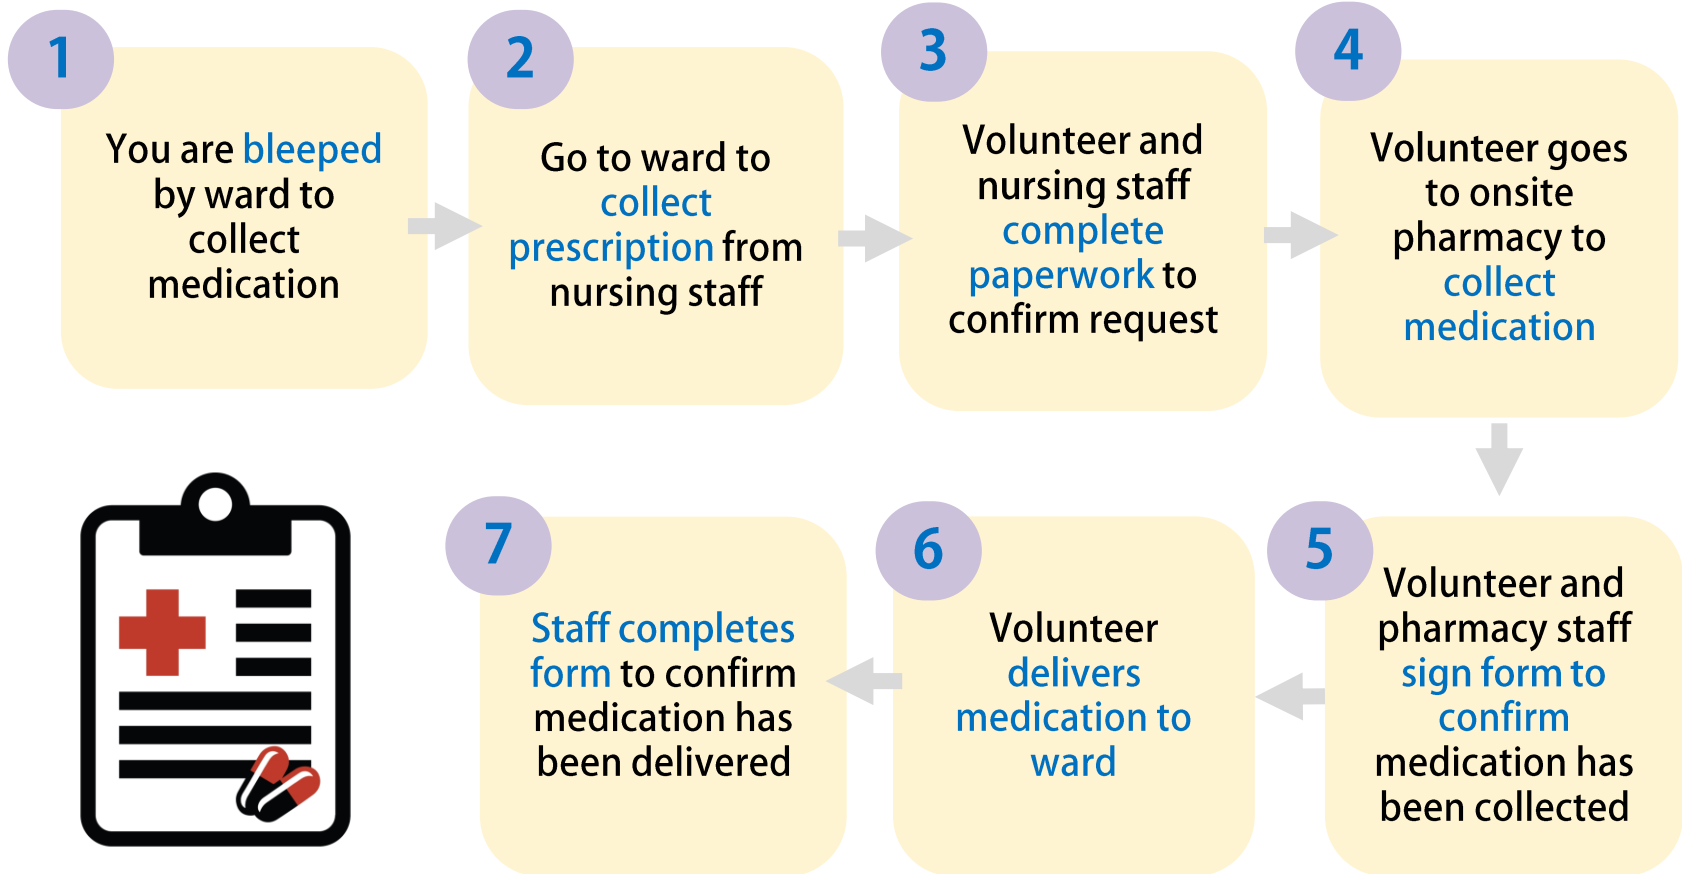 1
You are bleeped
by ward to
collect
medication
2
Go to ward to
collect
prescription from
nursing staff
3
Volunteer and
nursing staff
complete
paperwork to
confirm request
4
Volunteer goes
to onsite
pharmacy to
collect
medication
5
Volunteer and
pharmacy staff
sign form to
confirm
medication has
been collected
6
Volunteer
delivers
medication to
ward
7
Staff completes
form to confirm
medication has
been delivered